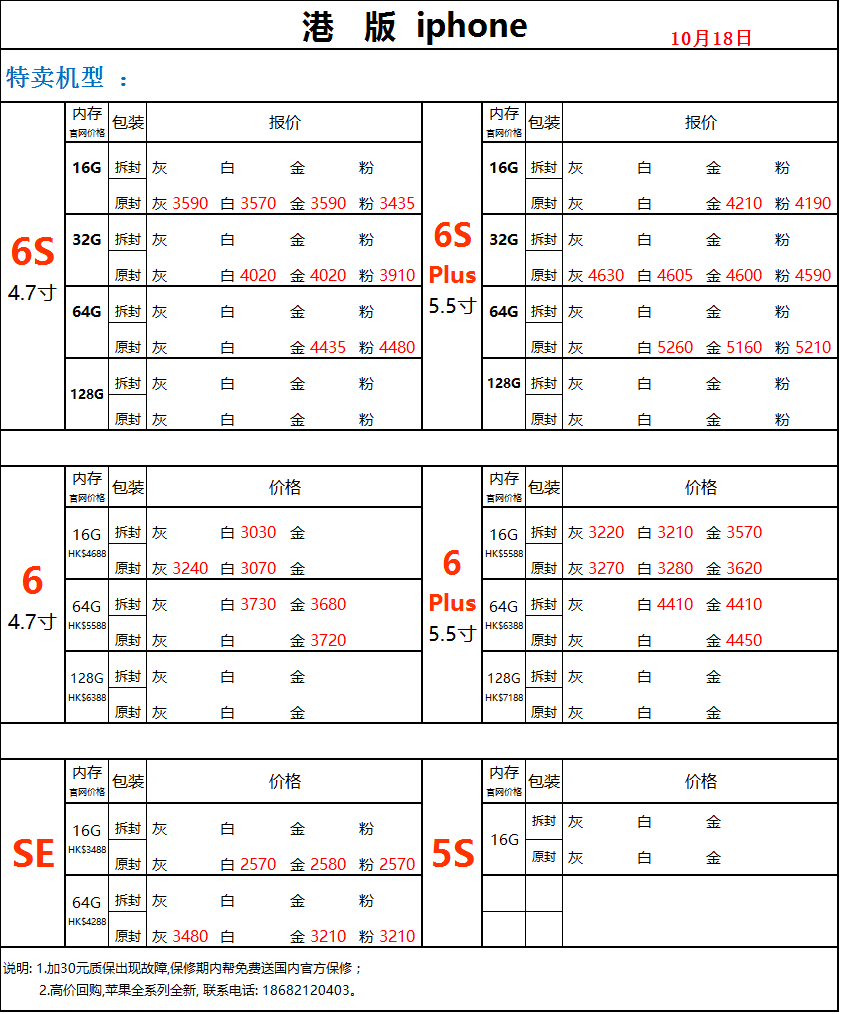 港 版 iphone
10月18日
特卖机型 ：
6S
4.7寸
内存
官网价格
包装
报价
16G
拆封 灰 白 金 粉
原封 灰 3590 白 3570 金 3590 粉 3435
32G
拆封 灰 白 金 粉
原封 灰 白 4020 金 4020 粉 3910
64G
拆封 灰 白 金 粉
原封 灰 白 金 4435 粉 4480
128G
拆封 灰 白 金 粉
原封 灰 白 金 粉
6S
Plus
5.5寸
内存
官网价格
包装
报价
16G
拆封 灰 白 金 粉
原封 灰 白 金 4210 粉 4190
32G
拆封 灰 白 金 粉
原封 灰 4630 白 4605 金 4600 粉 4590
64G
拆封 灰 白 金 粉
原封 灰 白 5260 金 5160 粉 5210
128G
拆封 灰 白 金 粉
原封 灰 白 金 粉
6
4.7寸
内存
官网价格
包装
价格
16G
HK$4688
拆封 灰 白 3030 金
原封 灰 3240 白 3070 金
64G
HK$5588
拆封 灰 白 3730 金 3680
原封 灰 白 金 3720
128G
HK$6388
拆封 灰 白 金
原封 灰 白 金
6
Plus
5.5寸
内存
官网价格
包装
价格
16G
HK$5588
拆封 灰 3220 白 3210 金 3570
原封 灰 3270 白 3280 金 3620
64G
HK$6388
拆封 灰 白 4410 金 4410
原封 灰 白 金 4450
128G
HK$7188
拆封 灰 白 金
原封 灰 白 金
SE
内存
官网价格
包装
价格
16G
HK$3488
拆封 灰 白 金 粉
原封 灰 白 2570 金 2580 粉 2570
64G
HK$4288
拆封 灰 白 金 粉
原封 灰 3480 白 金 3210 粉 3210
5S
内存
官网价格
包装
价格
16G
拆封 灰 白 金
原封 灰 白 金
说明: 1.加30元质保出现故障,保修期内帮免费送国内官方保修；
2.高价回购,苹果全系列全新, 联系电话: 18682120403。